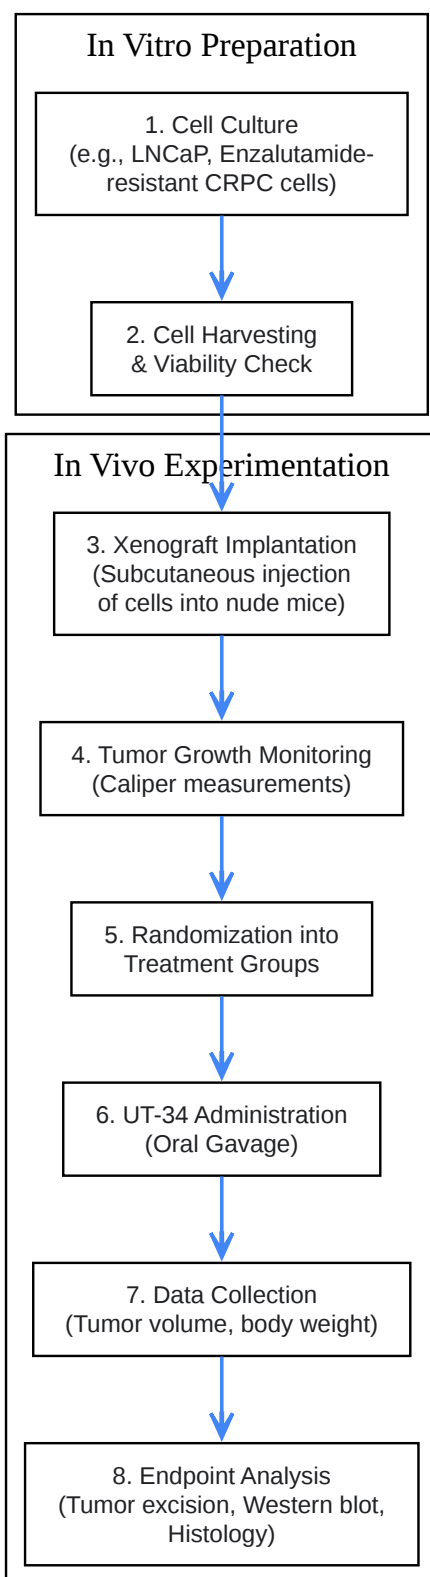 In Vitro Preparation
1. Cell Culture
(e.g., LNCaP, Enzalutamide-
resistant CRPC cells)
2. Cell Harvesting
& Viability Check
In Vivo Experimentation
3. Xenograft Implantation
(Subcutaneous injection
of cells into nude mice)
4. Tumor Growth Monitoring
(Caliper measurements)
5. Randomization into
Treatment Groups
6. UT-34 Administration
(Oral Gavage)
7. Data Collection
(Tumor volume, body weight)
8. Endpoint Analysis
(Tumor excision, Western blot,
Histology)